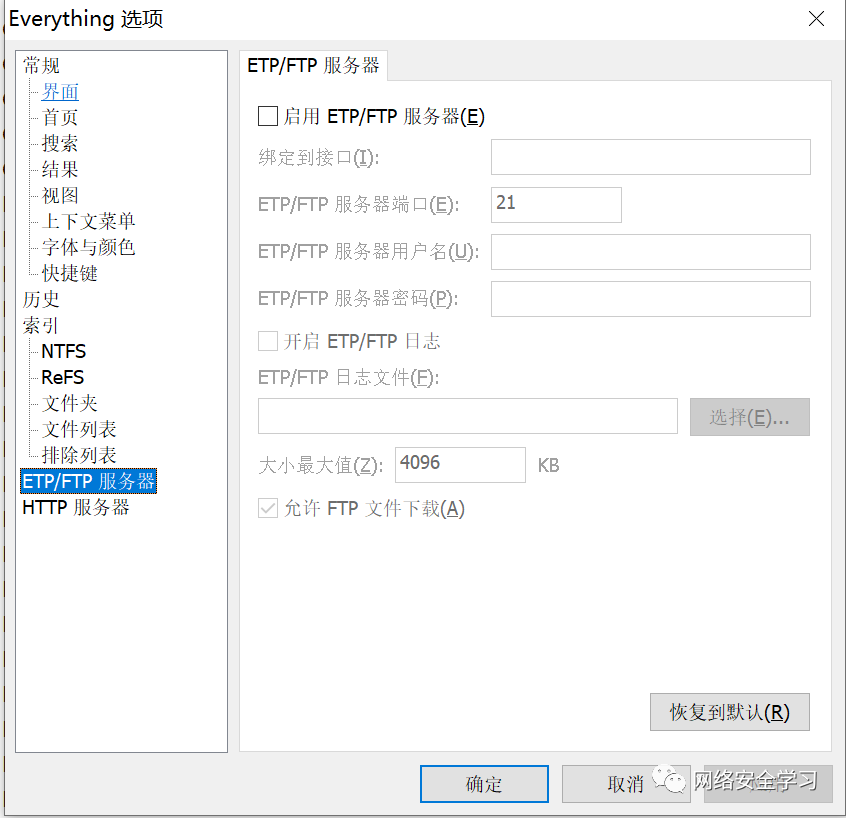 Everything 选项
常规
界面
首页
搜索
结果
视图
上下文菜单
字体与颜色
快捷键
历史
索引
NTFS
ReFS
文件夹
文件列表
排除列表
ETP/FTP 服务器
HTTP 服务器
ETP/FTP 服务器
启用 ETP/FTP 服务器(E)
绑定到接口(I):
ETP/FTP 服务器端口(E): 21
ETP/FTP 服务器用户名(U):
ETP/FTP 服务器密码(P):
开启 ETP/FTP 日志
ETP/FTP 日志文件(F):
选择(E)...
大小最大值(Z): 4096 KB
允许 FTP 文件下载(A)
恢复到默认(R)
确定 取消 网络安全学习